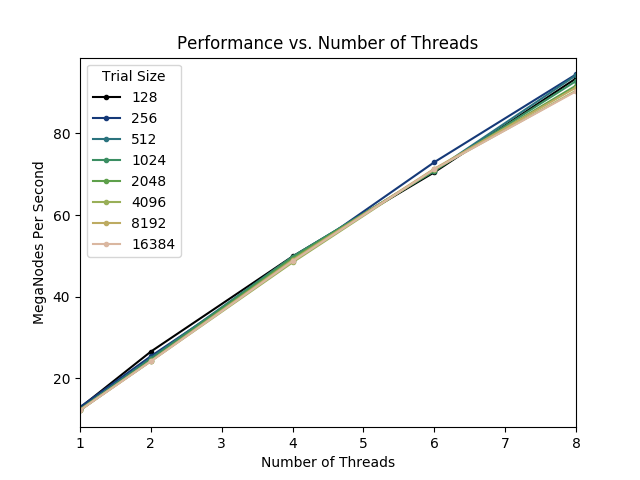 Performance vs. Number of Threads
Trial Size
128
256
512
1024
2048
4096
8192
16384
MegaNodes Per Second
80
60
40
20
1 2 3 4 5 6 7 8
Number of Threads